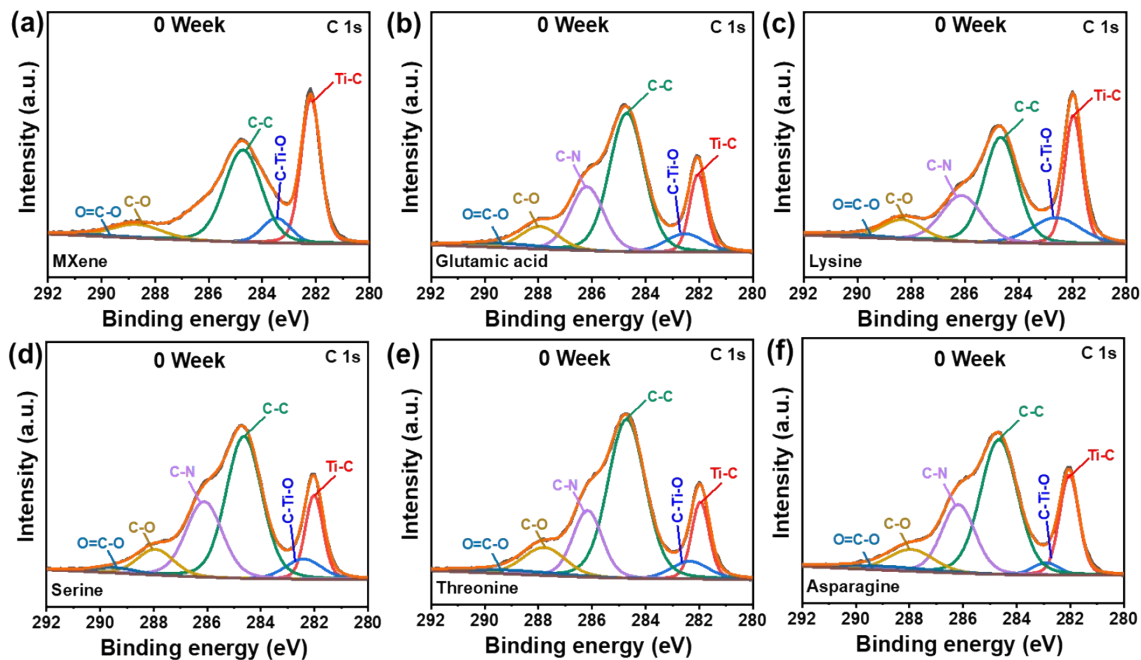 (a)
0 Week
C 1s
Ti-C
C-C
C-Ti-O
C-O
O=C-O
MXene
Intensity (a.u.)
292 290 288 286 284 282 280
Binding energy (eV)
(b)
0 Week
C 1s
C-C
C-N
Ti-C
C-Ti-O
C-O
O=C-O
Glutamic acid
Intensity (a.u.)
292 290 288 286 284 282 280
Binding energy (eV)
(c)
0 Week
C 1s
Ti-C
C-C
C-Ti-O
C-N
C-O
O=C-O
Lysine
Intensity (a.u.)
292 290 288 286 284 282 280
Binding energy (eV)
(d)
0 Week
C 1s
C-C
C-N
Ti-C
C-Ti-O
C-O
O=C-O
Serine
Intensity (a.u.)
292 290 288 286 284 282 280
Binding energy (eV)
(e)
0 Week
C 1s
C-C
C-N
Ti-C
C-Ti-O
C-O
O=C-O
Threonine
Intensity (a.u.)
292 290 288 286 284 282 280
Binding energy (eV)
(f)
0 Week
C 1s
C-C
C-N
Ti-C
C-Ti-O
C-O
O=C-O
Asparagine
Intensity (a.u.)
292 290 288 286 284 282 280
Binding energy (eV)